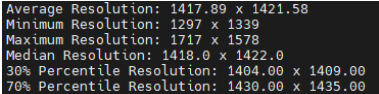 Average Resolution: 1417.89 x 1421.58
Minimum Resolution: 1297 x 1339
Maximum Resolution: 1717 x 1578
Median Resolution: 1418.0 x 1422.0
30% Percentile Resolution: 1404.00 x 1409.00
70% Percentile Resolution: 1430.00 x 1435.00